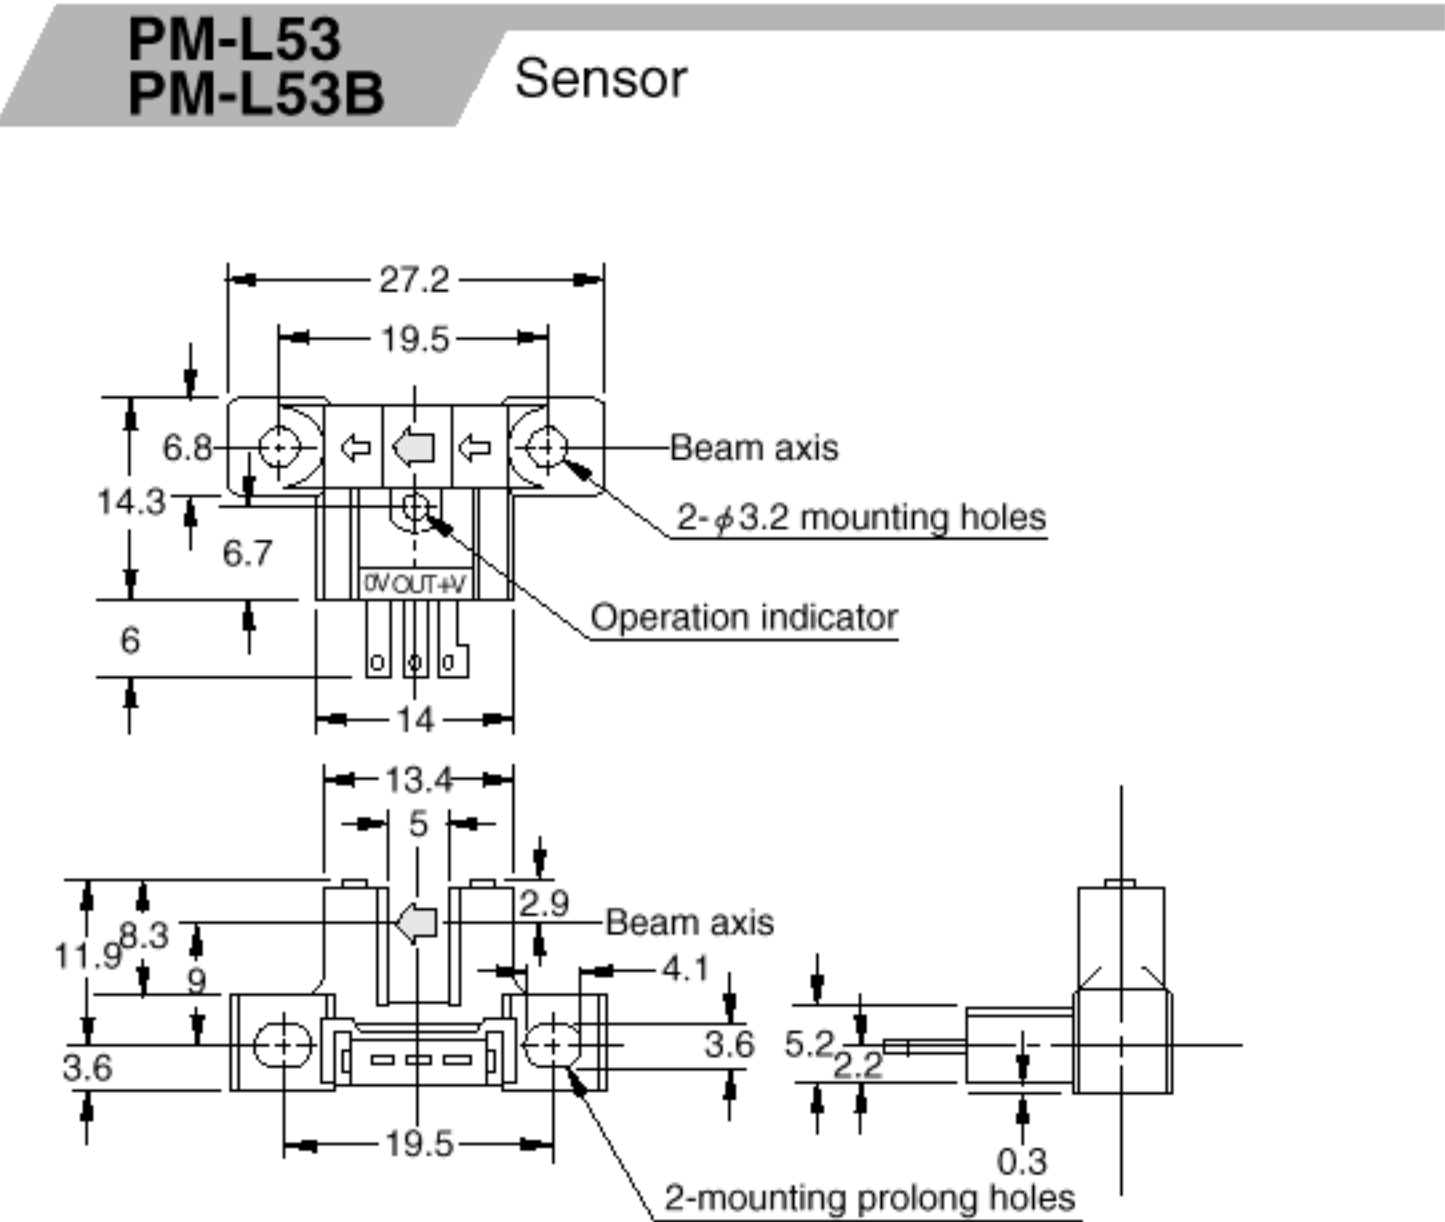 PM-L53
PM-L53B
Sensor
27.2
19.5
6.8
Beam axis
14.3
2-φ3.2 mounting holes
6.7
0V OUT +V
Operation indicator
6
14
13.4
5
2.9
Beam axis
8.3
11.9
4.1
9
3.6
5.2
2.2
3.6
19.5
0.3
2-mounting prolong holes